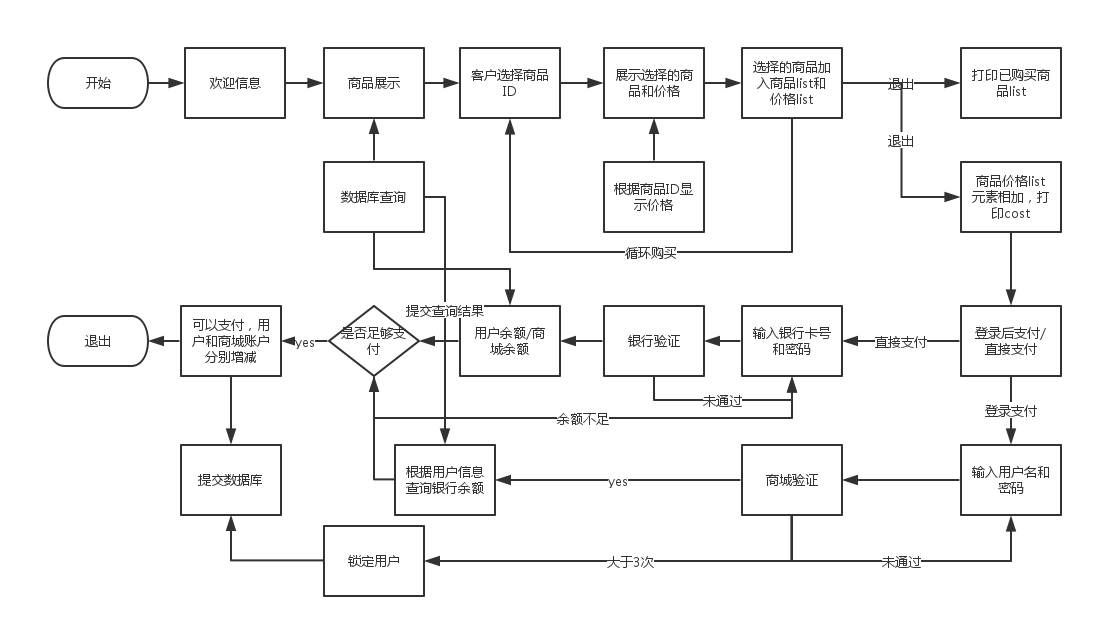 开始
欢迎信息
商品展示
客户选择商品
ID
展示选择的商
品和价格
选择的商品加
入商品list和
价格list
退出
打印已购买商
品list
退出
数据库查询
根据商品ID显
示价格
商品价格list
元素相加，打
印cost
循环购买
提交查询结果
退出
可以支付，用
户和商城账户
分别增减
yes
是否足够支
付
用户余额/商
城余额
银行验证
输入银行卡号
和密码
直接支付
登录后支付/
直接支付
未通过
余额不足
登录支付
提交数据库
根据用户信息
查询银行余额
yes
商城验证
输入用户名和
密码
锁定用户
大于3次
未通过